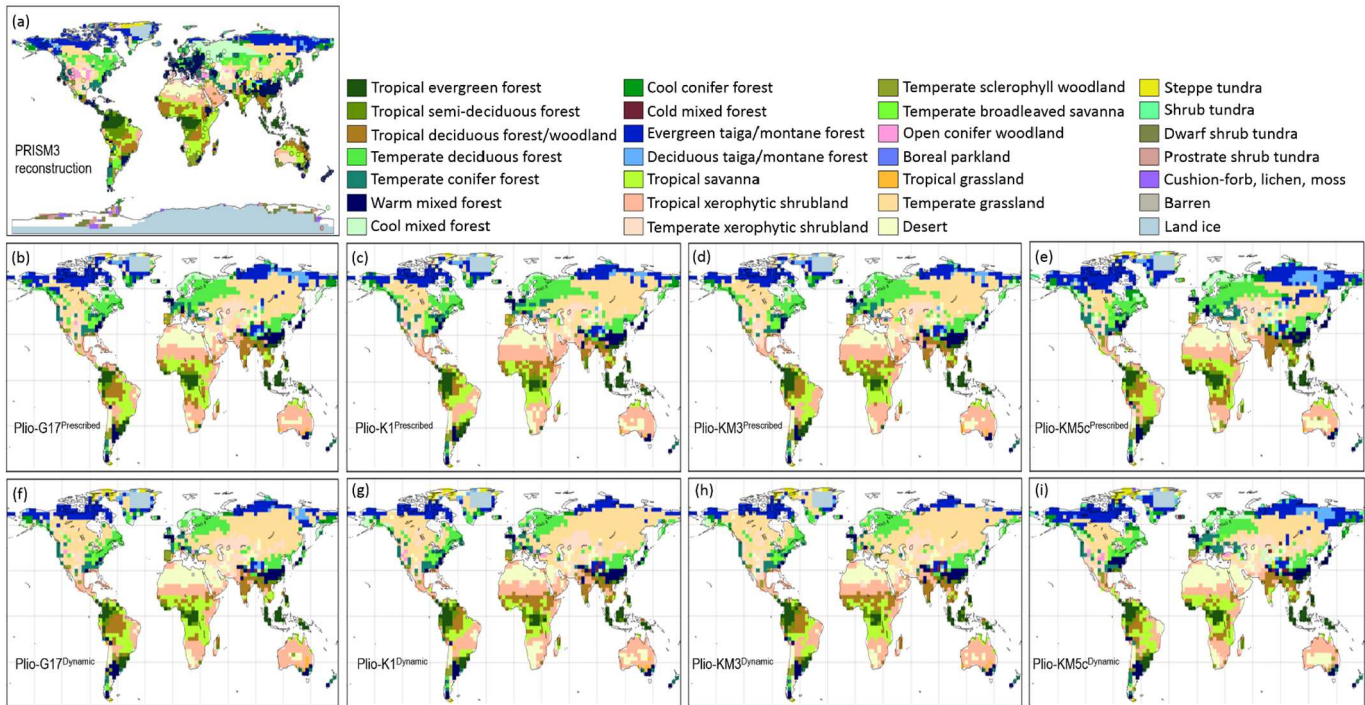 (a)
PRISM3
reconstruction
Tropical evergreen forest
Tropical semi-deciduous forest
Tropical deciduous forest/woodland
Temperate deciduous forest
Temperate conifer forest
Warm mixed forest
Cool mixed forest
Cool conifer forest
Cold mixed forest
Evergreen taiga/montane forest
Deciduous taiga/montane forest
Tropical savanna
Tropical xerophytic shrubland
Temperate xerophytic shrubland
Temperate sclerophyll woodland
Temperate broadleaved savanna
Open conifer woodland
Boreal parkland
Tropical grassland
Temperate grassland
Desert
Steppe tundra
Shrub tundra
Dwarf shrub tundra
Prostrate shrub tundra
Cushion-forb, lichen, moss
Barren
Land ice
(b)
Plio-G17Prescribed
(c)
Plio-K1Prescribed
(d)
Plio-KM3Prescribed
(e)
Plio-KM5cPrescribed
(f)
Plio-G17Dynamic
(g)
Plio-K1Dynamic
(h)
Plio-KM3Dynamic
(i)
Plio-KM5cDynamic